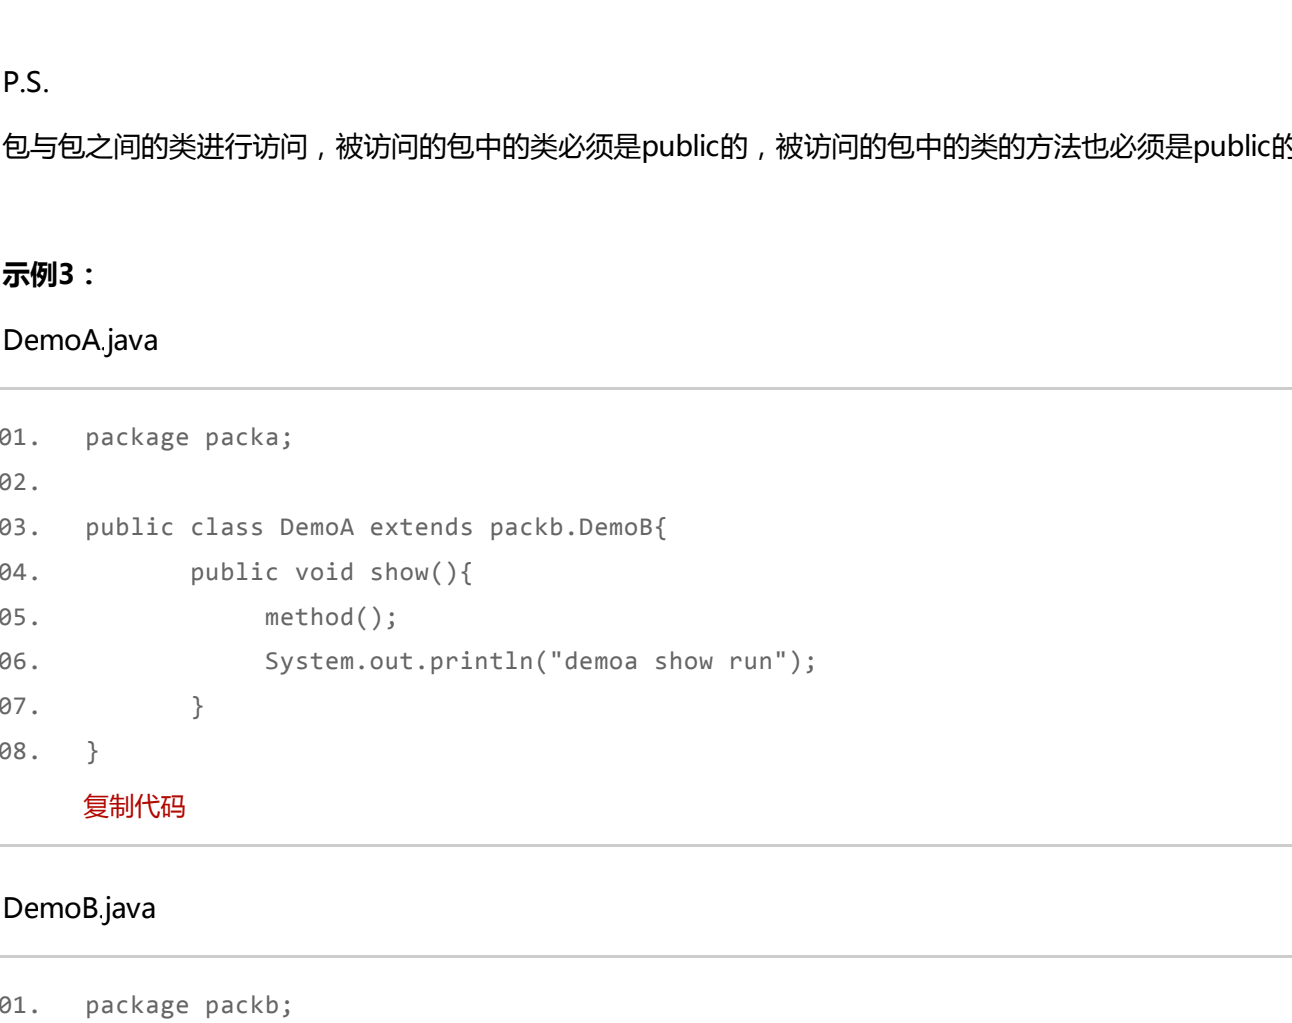 P.S.
包与包之间的类进行访问，被访问的包中的类必须是public的，被访问的包中的类的方法也必须是public的
示例3：
DemoA.java
01. package packa;
02.
03. public class DemoA extends packb.DemoB{
04. public void show(){
05. method();
06. System.out.println("demoa show run");
07. }
08. }
复制代码
DemoB.java
01. package packb;